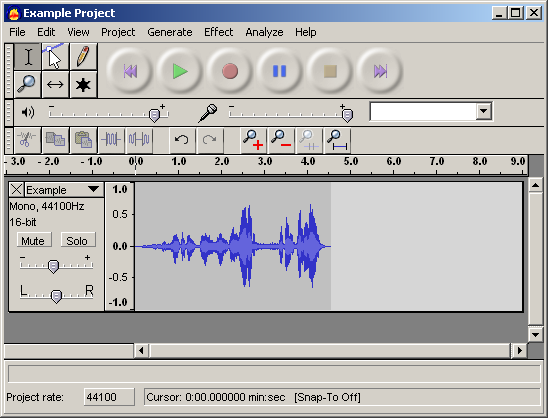 Example Project
File Edit View Project Generate Effect Analyze Help
- +
- +
- 3.0 - 2.0 - 1.0 0.0 1.0 2.0 3.0 4.0 5.0 6.0 7.0 8.0 9.0
Example
Mono, 44100Hz
16-bit
Mute Solo
- +
L R
1.0
0.5
0.0
-0.5
-1.0
Project rate: 44100 Cursor: 0:00.000000 min:sec [Snap-To Off]